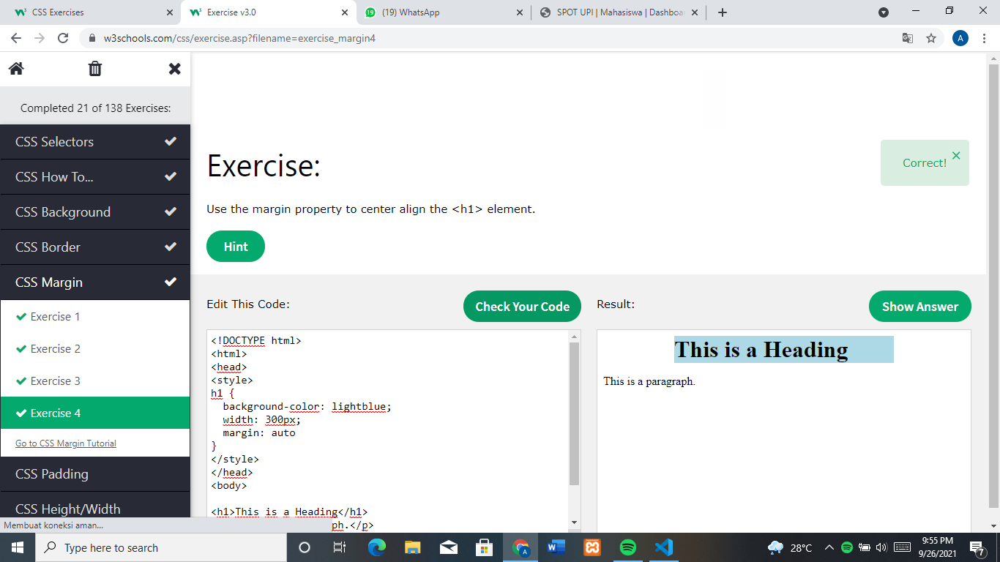 CSS Exercises
Exercise v3.0
(19) WhatsApp
SPOT UPI | Mahasiswa | Dashboa
w3schools.com/css/exercise.asp?filename=exercise_margin4
A
Completed 21 of 138 Exercises:
CSS Selectors
CSS How To...
CSS Background
CSS Border
CSS Margin
Exercise 1
Exercise 2
Exercise 3
Exercise 4
Go to CSS Margin Tutorial
CSS Padding
CSS Height/Width
Membuat koneksi aman...
Exercise:
Correct!
Use the margin property to center align the <h1> element.
Hint
Edit This Code:
Check Your Code
<!DOCTYPE html>
<html>
<head>
<style>
h1 {
background-color: lightblue;
width: 300px;
margin: auto
}
</style>
</head>
<body>
<h1>This is a Heading</h1>
ph.</p>
Result:
Show Answer
This is a Heading
This is a paragraph.
Type here to search
28°C
9:55 PM
9/26/2021
7